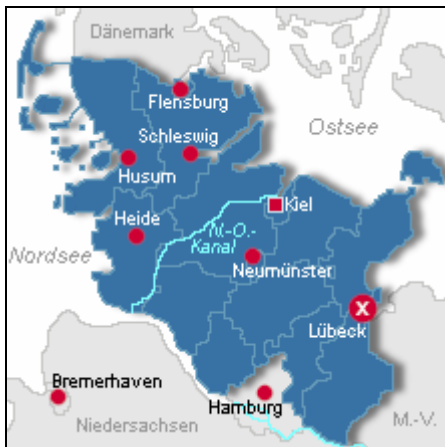 Dänemark
Flensburg
Ostsee
Schleswig
Husum
Kiel
Heide
N.-O.-
Kanal
Nordsee
Neumünster
X
Lübeck
Bremerhaven
Hamburg
Niedersachsen
M.-V.